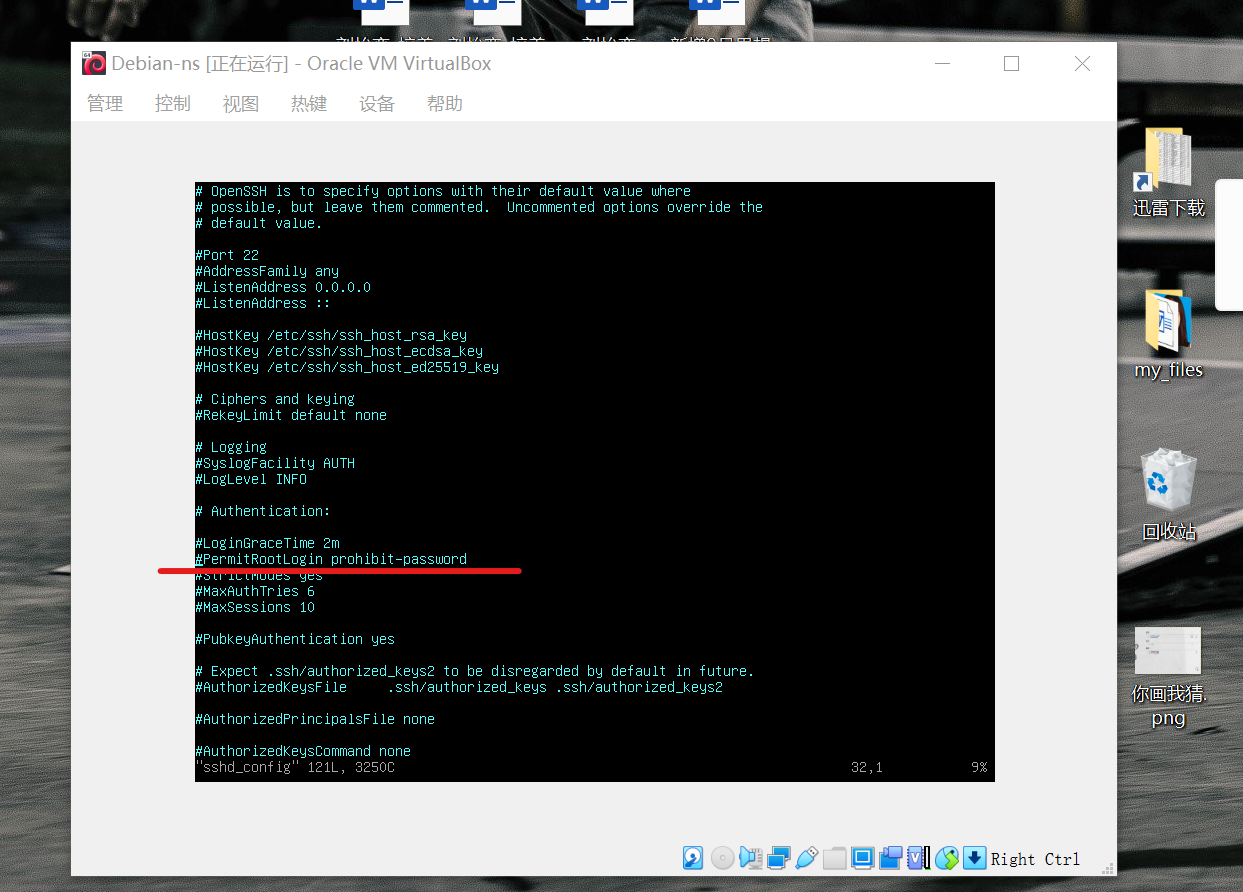 Debian-ns [正在运行] - Oracle VM VirtualBox
管理 控制 视图 热键 设备 帮助
# OpenSSH is to specify options with their default value where
# possible, but leave them commented.  Uncommented options override the
# default value.
#Port 22
#AddressFamily any
#ListenAddress 0.0.0.0
#ListenAddress ::
#HostKey /etc/ssh/ssh_host_rsa_key
#HostKey /etc/ssh/ssh_host_ecdsa_key
#HostKey /etc/ssh/ssh_host_ed25519_key
# Ciphers and keying
#RekeyLimit default none
# Logging
#SyslogFacility AUTH
#LogLevel INFO
# Authentication:
#LoginGraceTime 2m
#PermitRootLogin prohibit-password
#StrictModes yes
#MaxAuthTries 6
#MaxSessions 10
#PubkeyAuthentication yes
# Expect .ssh/authorized_keys2 to be disregarded by default in future.
#AuthorizedKeysFile     .ssh/authorized_keys .ssh/authorized_keys2
#AuthorizedPrincipalsFile none
#AuthorizedKeysCommand none
"sshd_config" 121L, 3250C 32,1 9%
Right Ctrl
迅雷下载
my_files
回收站
你画我猜.
png